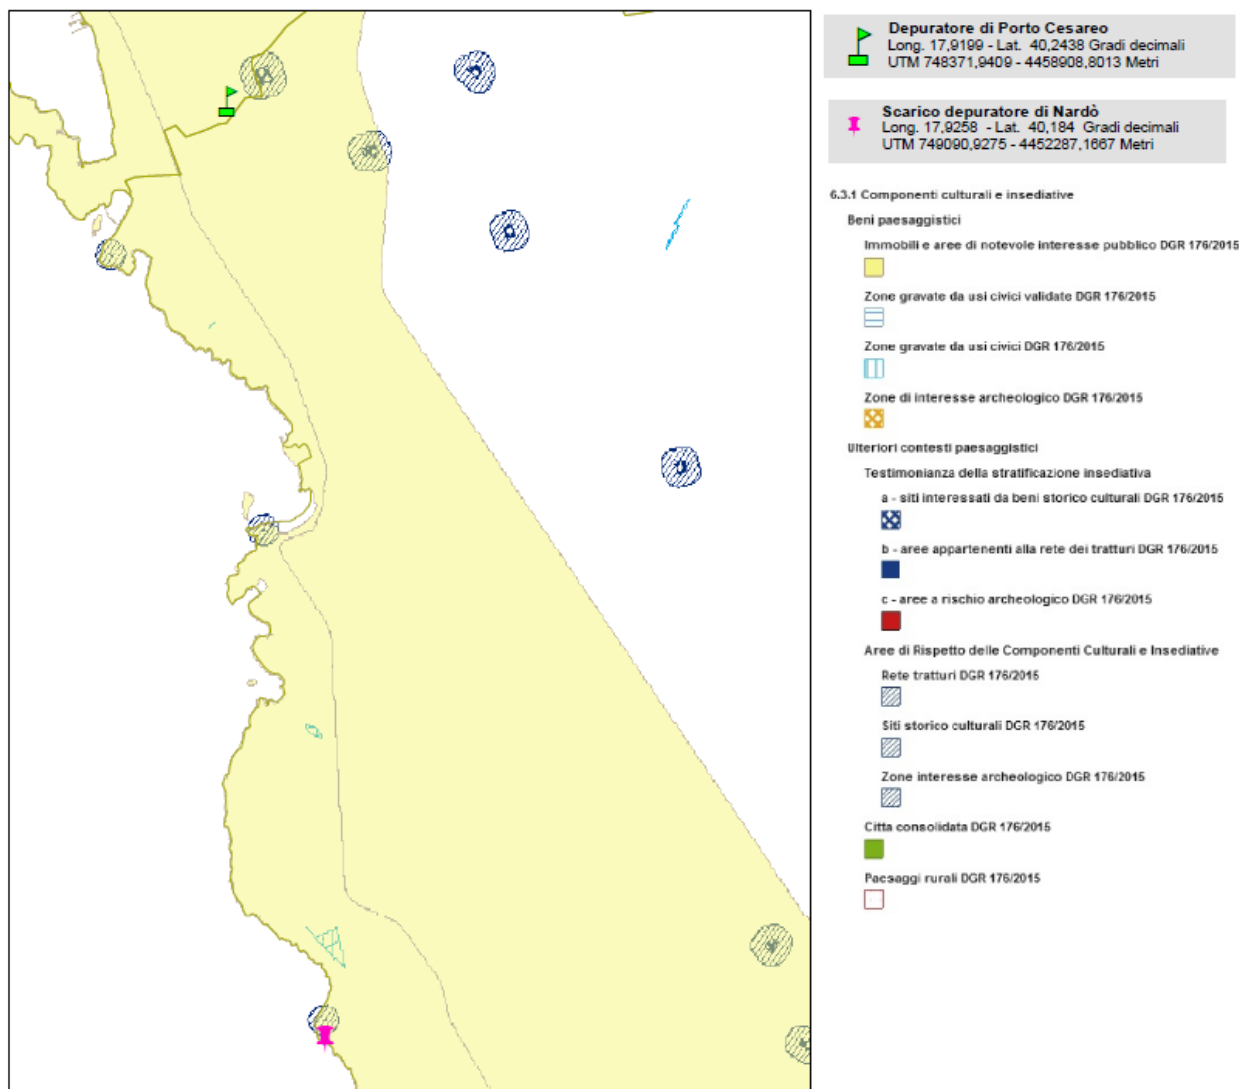 Depuratore di Porto Cesareo
Long. 17,9199 - Lat. 40,2438 Gradi decimali
UTM 748371,9409 - 4458908,8013 Metri
Scarico depuratore di Nardò
Long. 17,9258 - Lat. 40,184 Gradi decimali
UTM 749090,9275 - 4452287,1667 Metri
6.3.1 Componenti culturali e insediative
Beni paesaggistici
Immobili e aree di notevole interesse pubblico DGR 176/2015
Zone gravate da usi civici validate DGR 176/2015
Zone gravate da usi civici DGR 176/2015
Zone di interesse archeologico DGR 176/2015
Ulteriori contesti paesaggistici
Testimonianza della stratificazione insediativa
a - siti interessati da beni storico culturali DGR 176/2015
b - aree appartenenti alla rete dei tratturi DGR 176/2015
c - aree a rischio archeologico DGR 176/2015
Aree di Rispetto delle Componenti Culturali e Insediative
Rete tratturi DGR 176/2015
Siti storico culturali DGR 176/2015
Zone interesse archeologico DGR 176/2015
Citta consolidata DGR 176/2015
Paesaggi rurali DGR 176/2015